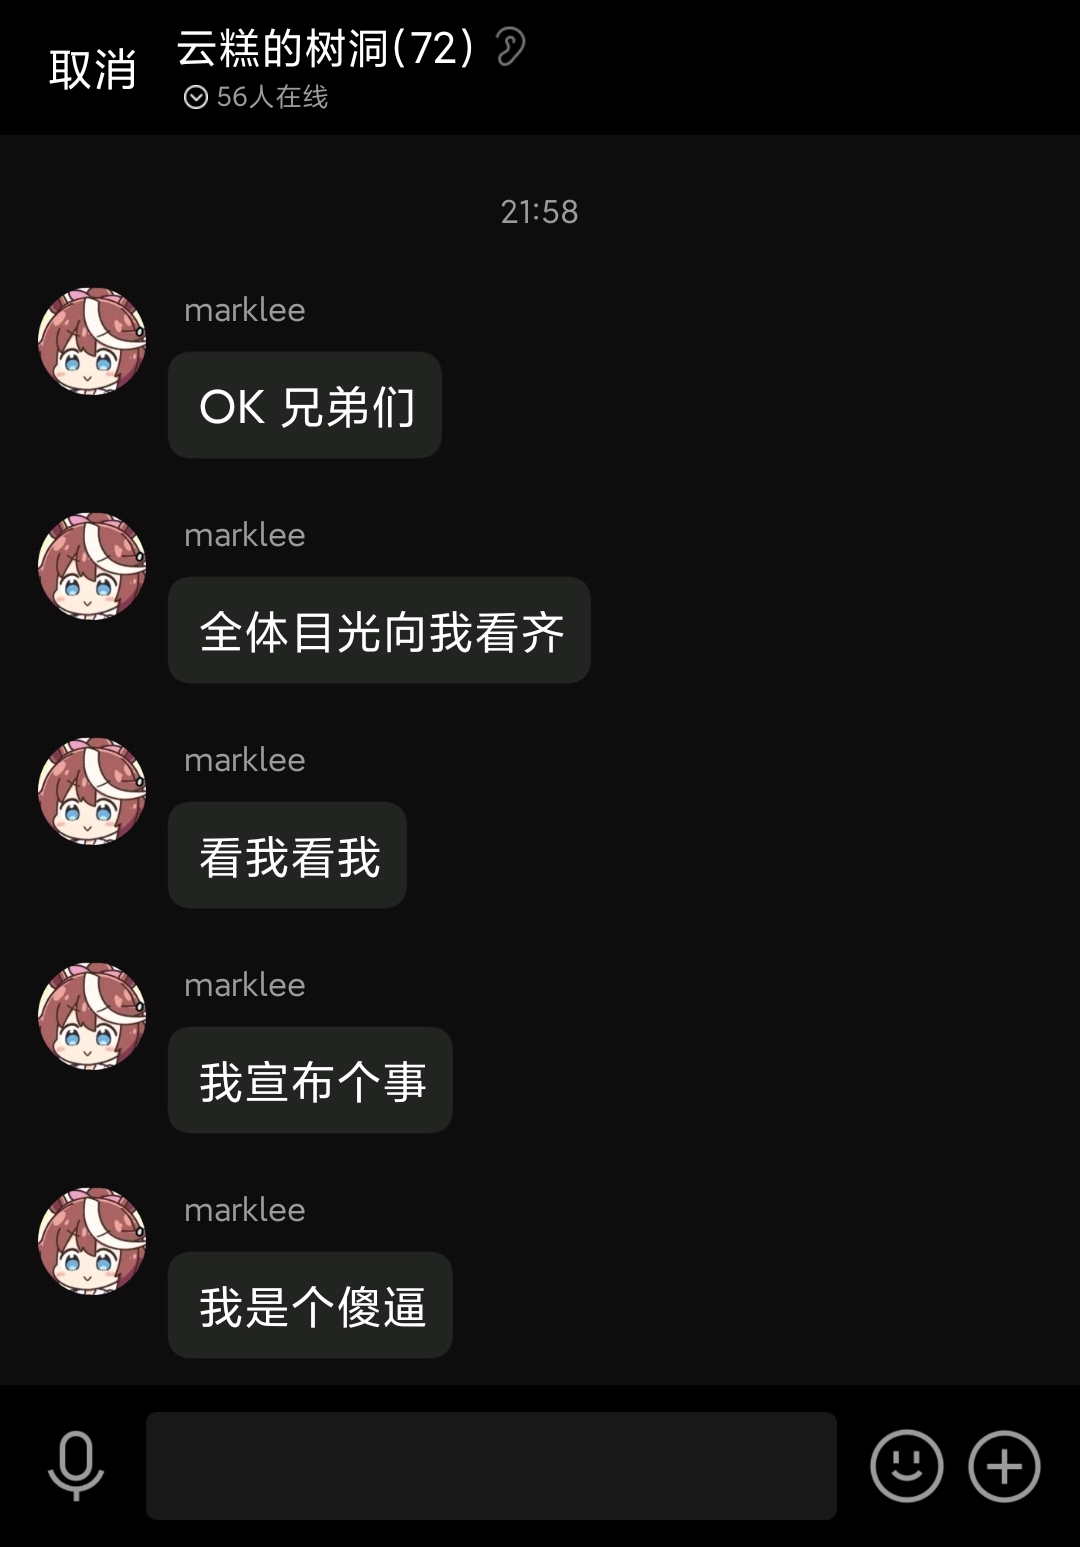 取消
云糕的树洞(72)
56人在线
21:58
marklee
OK 兄弟们
marklee
全体目光向我看齐
marklee
看我看我
marklee
我宣布个事
marklee
我是个傻逼